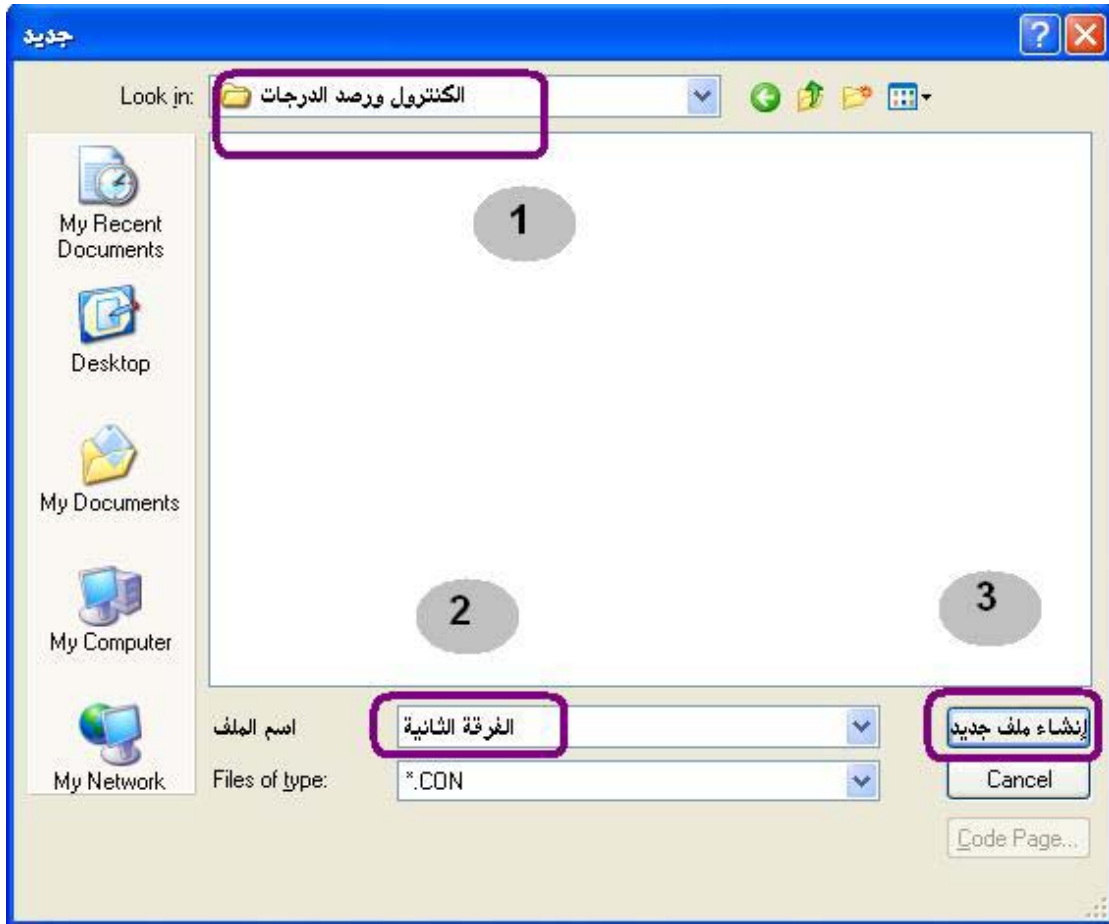 جديد
Look in: الكنترول ورصد الدرجات
1
My Recent
Documents
Desktop
My Documents
My Computer
My Network
2
3
اسم الملف الفرقة الثانية إنشاء ملف جديد
Files of type: *.CON Cancel
Code Page...